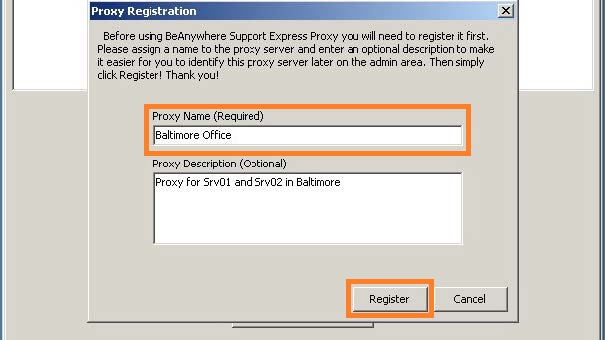 Proxy Registration
Before using BeAnywhere Support Express Proxy you will need to register it first.
Please assign a name to the proxy server and enter an optional description to make
it easier for you to identify this proxy server later on the admin area. Then simply
click Register! Thank you!
Proxy Name (Required)
Baltimore Office
Proxy Description (Optional)
Proxy for Srv01 and Srv02 in Baltimore
Register
Cancel